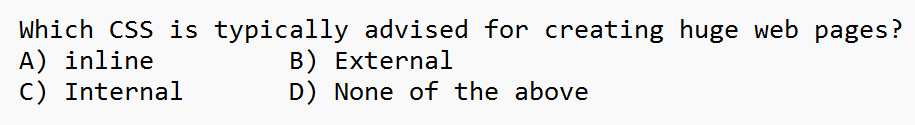 Which CSS is typically advised for creating huge web pages?
A) inline         B) External
C) Internal       D) None of the above